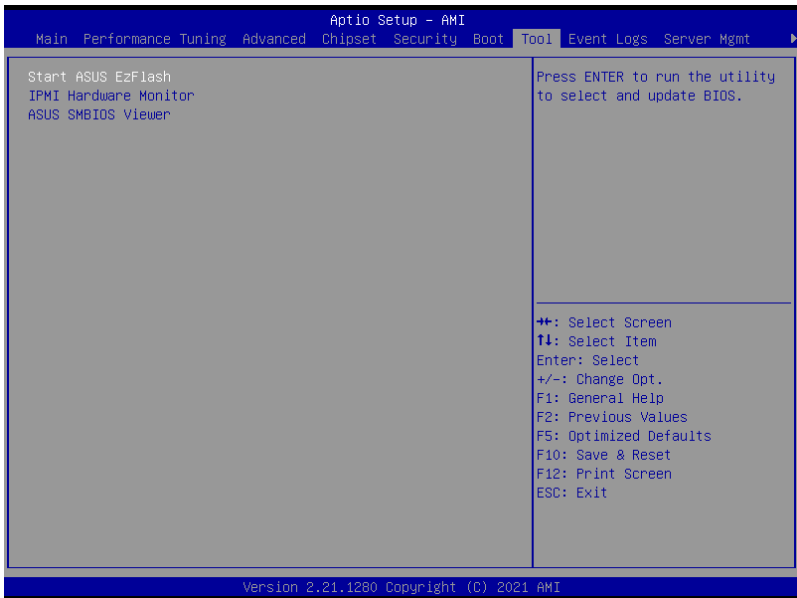 Aptio Setup – AMI
Main Performance Tuning Advanced Chipset Security Boot Tool Event Logs Server Mgmt ▶
Start ASUS EzFlash
IPMI Hardware Monitor
ASUS SMBIOS Viewer
Press ENTER to run the utility
to select and update BIOS.
→←: Select Screen
↑↓: Select Item
Enter: Select
+/-: Change Opt.
F1: General Help
F2: Previous Values
F5: Optimized Defaults
F10: Save & Reset
F12: Print Screen
ESC: Exit
Version 2.21.1280 Copyright (C) 2021 AMI